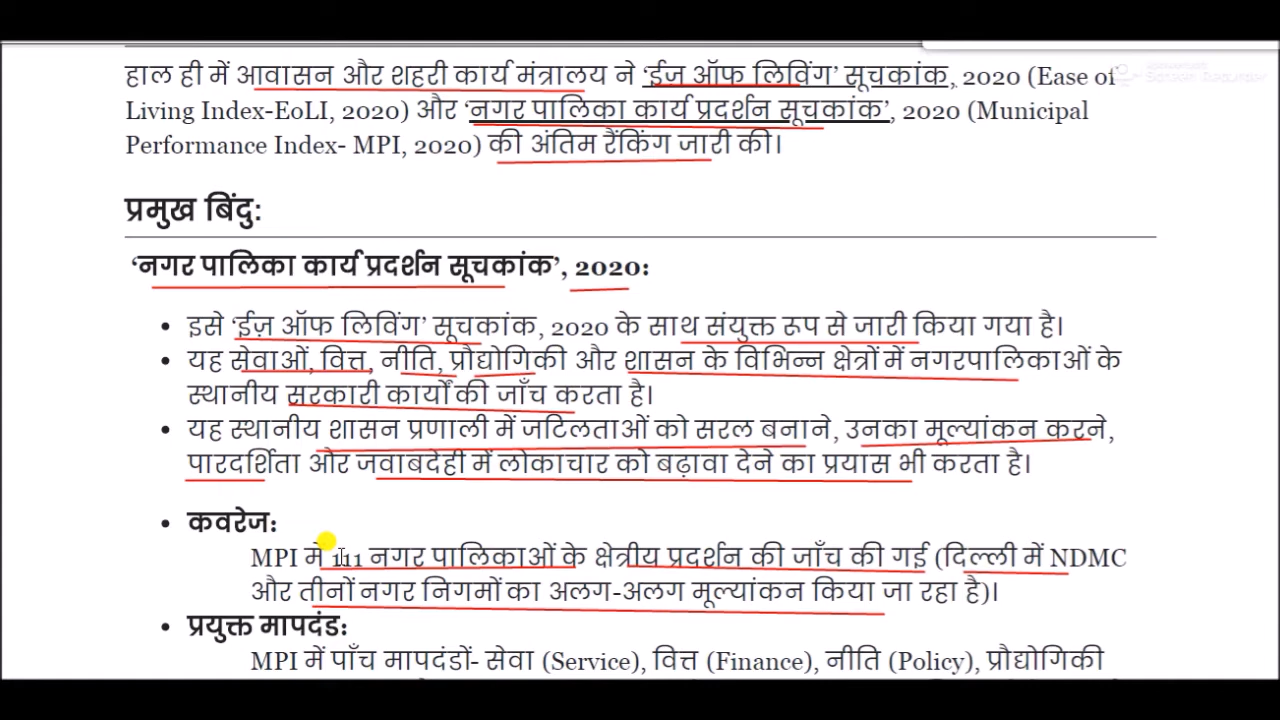 हाल ही में आवासन और शहरी कार्य मंत्रालय ने ‘ईज़ ऑफ लिविंग’ सूचकांक, 2020 (Ease of
Living Index-EoLI, 2020) और ‘नगर पालिका कार्य प्रदर्शन सूचकांक’, 2020 (Municipal
Performance Index- MPI, 2020) की अंतिम रैंकिंग जारी की।
प्रमुख बिंदु:
‘नगर पालिका कार्य प्रदर्शन सूचकांक’, 2020:
• इसे ‘ईज़ ऑफ लिविंग’ सूचकांक, 2020 के साथ संयुक्त रूप से जारी किया गया है।
• यह सेवाओं, वित्त, नीति, प्रौद्योगिकी और शासन के विभिन्न क्षेत्रों में नगरपालिकाओं के
स्थानीय सरकारी कार्यों की जाँच करता है।
• यह स्थानीय शासन प्रणाली में जटिलताओं को सरल बनाने, उनका मूल्यांकन करने,
पारदर्शिता और जवाबदेही में लोकाचार को बढ़ावा देने का प्रयास भी करता है।
• कवरेज:
MPI में 111 नगर पालिकाओं के क्षेत्रीय प्रदर्शन की जाँच की गई (दिल्ली में NDMC
और तीनों नगर निगमों का अलग-अलग मूल्यांकन किया जा रहा है)।
• प्रयुक्त मापदंड:
MPI में पाँच मापदंडों- सेवा (Service), वित्त (Finance), नीति (Policy), प्रौद्योगिकी